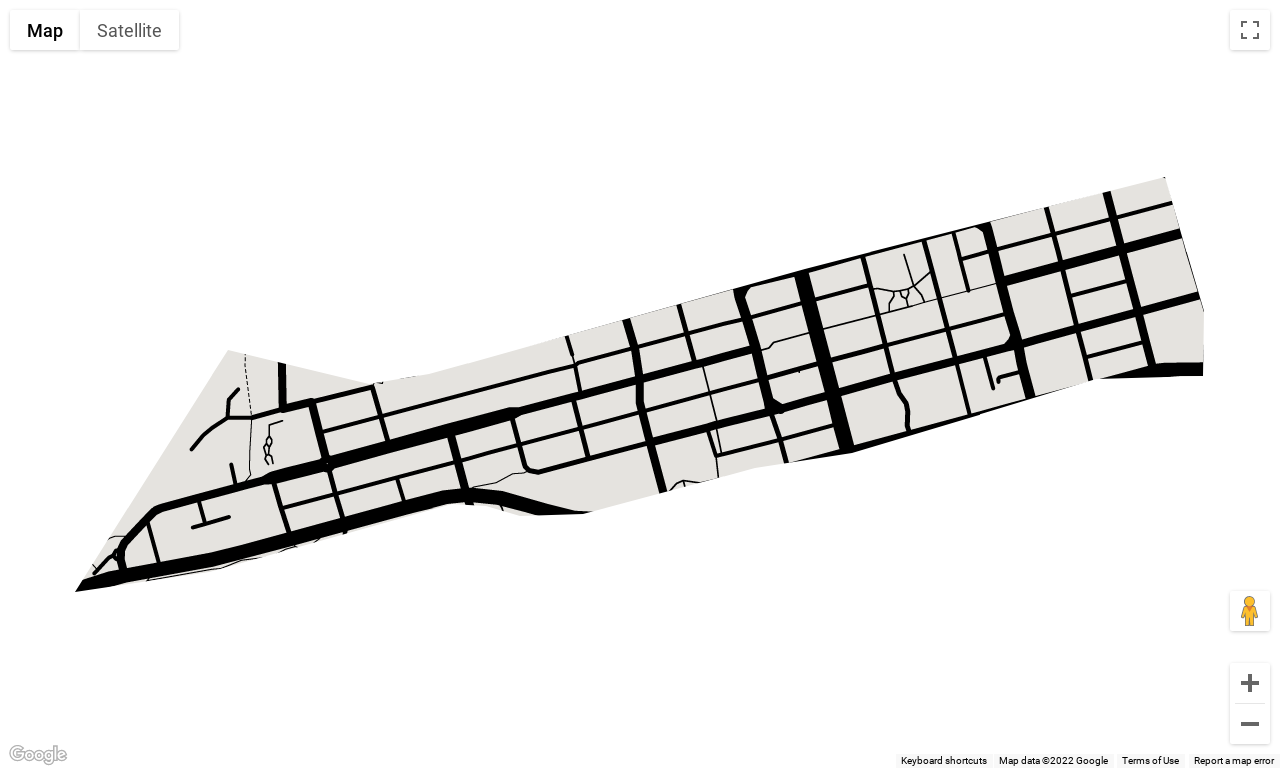 Map Satellite
Google
Keyboard shortcuts Map data ©2022 Google Terms of Use Report a map error